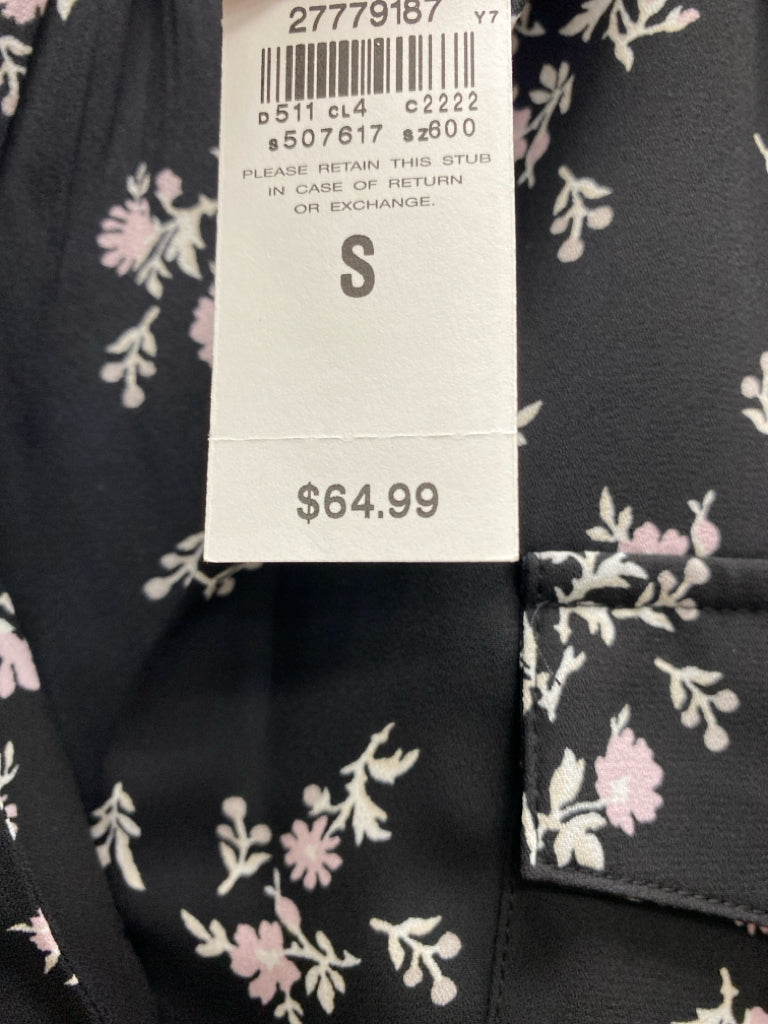 27779187 Y7
D 511 CL4 C2222
S507617 SZ600
PLEASE RETAIN THIS STUB
IN CASE OF RETURN
OR EXCHANGE.
S
$64.99